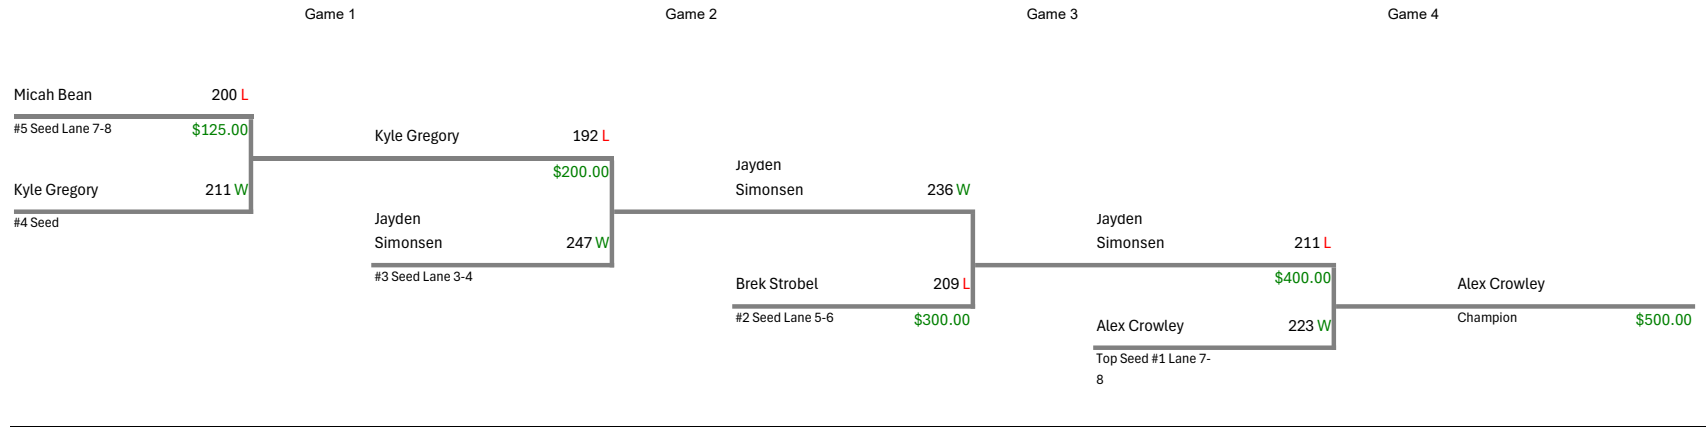 Game 1 Game 2 Game 3 Game 4
Micah Bean 200 L
#5 Seed Lane 7-8 $125.00
Kyle Gregory 211 W
#4 Seed
Kyle Gregory 192 L
$200.00
Jayden
Simonsen 247 W
#3 Seed Lane 3-4
Jayden
Simonsen 236 W
Brek Strobel 209 L
#2 Seed Lane 5-6 $300.00
Jayden
Simonsen 211 L
$400.00
Alex Crowley 223 W
Top Seed #1 Lane 7-
8
Alex Crowley
Champion $500.00